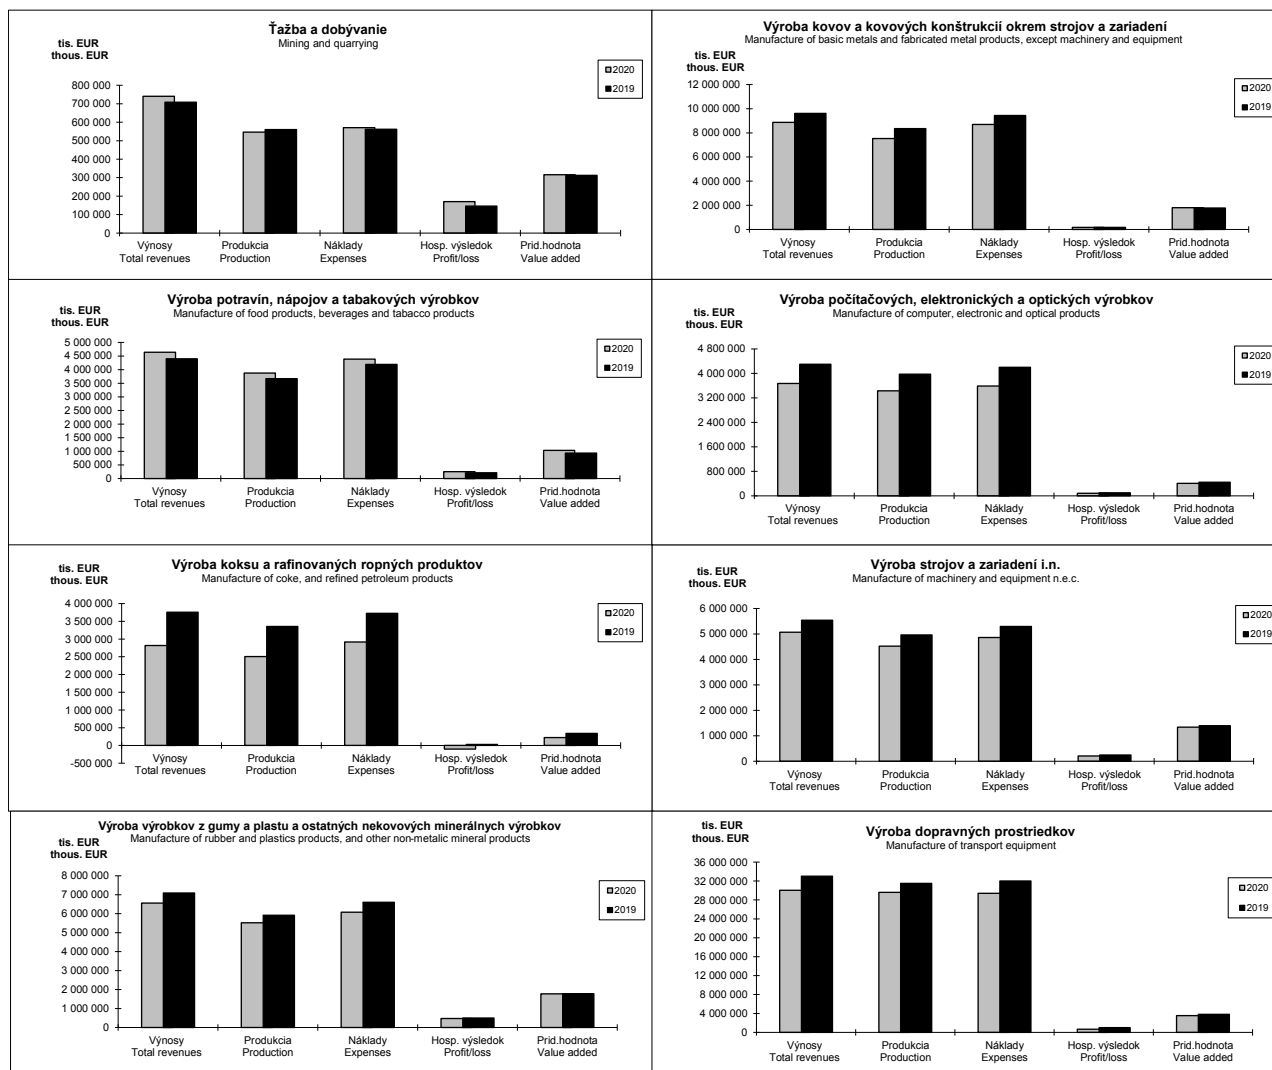 Ťažba a dobývanie
Mining and quarrying
tis. EUR
thous. EUR
2020
2019
800 000
700 000
600 000
500 000
400 000
300 000
200 000
100 000
0
Výnosy
Total revenues
Produkcia
Production
Náklady
Expenses
Hosp. výsledok
Profit/loss
Prid.hodnota
Value added
Výroba kovov a kovových konštrukcií okrem strojov a zariadení
Manufacture of basic metals and fabricated metal products, except machinery and equipment
tis. EUR
thous. EUR
2020
2019
12 000 000
10 000 000
8 000 000
6 000 000
4 000 000
2 000 000
0
Výnosy
Total revenues
Produkcia
Production
Náklady
Expenses
Hosp. výsledok
Profit/loss
Prid.hodnota
Value added
Výroba potravín, nápojov a tabakových výrobkov
Manufacture of food products, beverages and tabacco products
tis. EUR
thous. EUR
2020
2019
5 000 000
4 500 000
4 000 000
3 500 000
3 000 000
2 500 000
2 000 000
1 500 000
1 000 000
500 000
0
Výnosy
Total revenues
Produkcia
Production
Náklady
Expenses
Hosp. výsledok
Profit/loss
Prid.hodnota
Value added
Výroba počítačových, elektronických a optických výrobkov
Manufacture of computer, electronic and optical products
tis. EUR
thous. EUR
2020
2019
4 800 000
4 000 000
3 200 000
2 400 000
1 600 000
800 000
0
Výnosy
Total revenues
Produkcia
Production
Náklady
Expenses
Hosp. výsledok
Profit/loss
Prid.hodnota
Value added
Výroba koksu a rafinovaných ropných produktov
Manufacture of coke, and refined petroleum products
tis. EUR
thous. EUR
2020
2019
4 000 000
3 500 000
3 000 000
2 500 000
2 000 000
1 500 000
1 000 000
500 000
0
-500 000
Výnosy
Total revenues
Produkcia
Production
Náklady
Expenses
Hosp. výsledok
Profit/loss
Prid.hodnota
Value added
Výroba strojov a zariadení i.n.
Manufacture of machinery and equipment n.e.c.
tis. EUR
thous. EUR
2020
2019
6 000 000
5 000 000
4 000 000
3 000 000
2 000 000
1 000 000
0
Výnosy
Total revenues
Produkcia
Production
Náklady
Expenses
Hosp. výsledok
Profit/loss
Prid.hodnota
Value added
Výroba výrobkov z gumy a plastu a ostatných nekovových minerálnych výrobkov
Manufacture of rubber and plastics products, and other non-metalic mineral products
tis. EUR
thous. EUR
2020
2019
8 000 000
7 000 000
6 000 000
5 000 000
4 000 000
3 000 000
2 000 000
1 000 000
0
Výnosy
Total revenues
Produkcia
Production
Náklady
Expenses
Hosp. výsledok
Profit/loss
Prid.hodnota
Value added
Výroba dopravných prostriedkov
Manufacture of transport equipment
tis. EUR
thous. EUR
2020
2019
36 000 000
32 000 000
28 000 000
24 000 000
20 000 000
16 000 000
12 000 000
8 000 000
4 000 000
0
Výnosy
Total revenues
Produkcia
Production
Náklady
Expenses
Hosp. výsledok
Profit/loss
Prid.hodnota
Value added